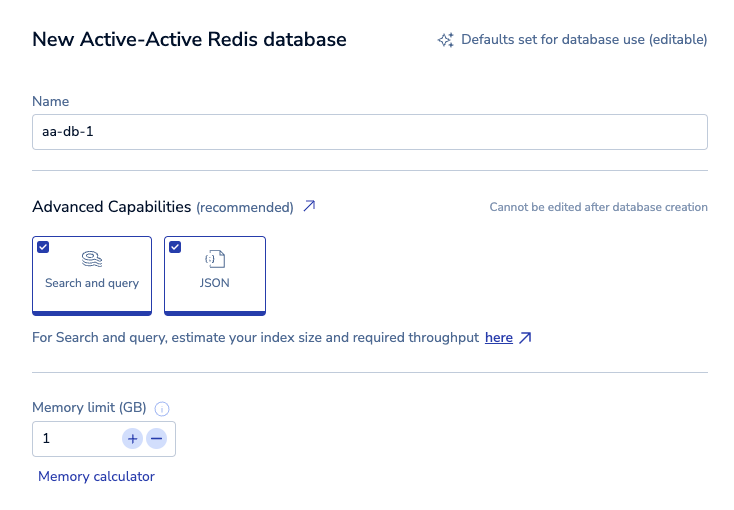 New Active-Active Redis database
Defaults set for database use (editable)
Name
aa-db-1
Advanced Capabilities (recommended)
Cannot be edited after database creation
Search and query
JSON
For Search and query, estimate your index size and required throughput here
Memory limit (GB)
1
Memory calculator